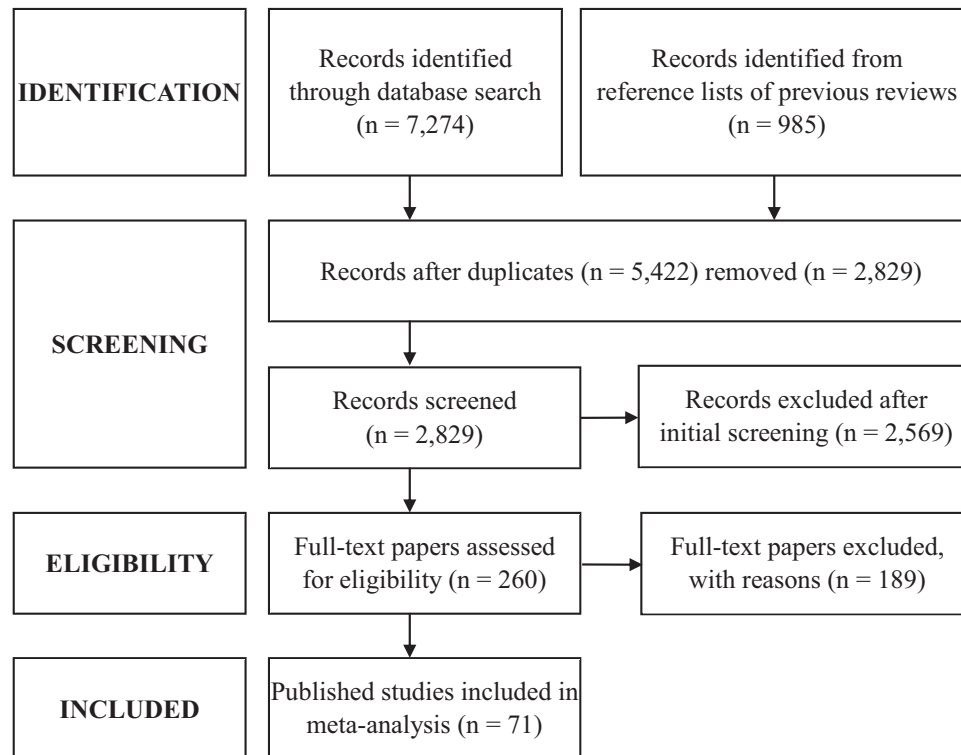 IDENTIFICATION
Records identified
through database search
(n = 7,274)
Records identified from
reference lists of previous reviews
(n = 985)
SCREENING
Records after duplicates (n = 5,422) removed (n = 2,829)
Records screened
(n = 2,829)
Records excluded after
initial screening (n = 2,569)
ELIGIBILITY
Full-text papers assessed
for eligibility (n = 260)
Full-text papers excluded,
with reasons (n = 189)
INCLUDED
Published studies included in
meta-analysis (n = 71)